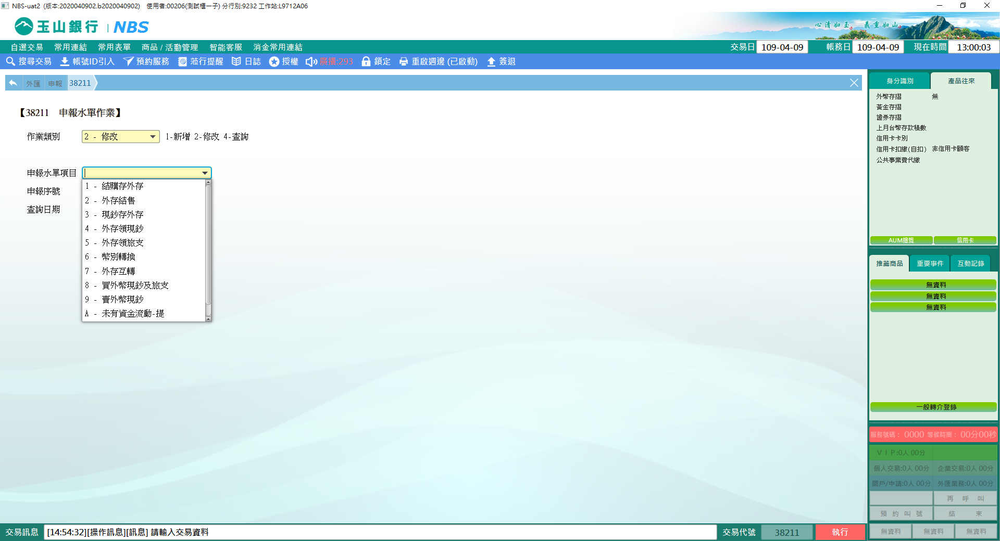 NBS-uat2 (版本:2020040902.b2020040902) 使用者:00206(測試櫃一子) 分行別:9232 工作站:L9712A06
玉山銀行 | NBS
心清如玉。義重如山。
自選交易 常用連結 常用表單 商品 / 活動管理 智能客服 消金常用連結
交易日 109-04-09 帳務日 109-04-09 現在時間 13:00:03
搜尋交易 帳號ID引入 預約服務 蒞行提醒 日誌 授權 廣播:293 鎖定 重啟週邊 (已啟動) 簽退
外匯 申報 38211
【38211 申報水單作業】
作業類別 2 - 修改 1-新增 2-修改 4-查詢
申報水單項目
申報序號
查詢日期
1 - 結購存外存
2 - 外存結售
3 - 現鈔存外存
4 - 外存領現鈔
5 - 外存領旅支
6 - 幣別轉換
7 - 外存互轉
8 - 買外幣現鈔及旅支
9 - 賣外幣現鈔
A - 未有資金流動-提
身分識別 產品往來
外幣存摺 無
黃金存摺
證券存摺
上月台幣存款積數
信用卡卡別
信用卡扣繳(自扣) 非信用卡顧客
公共事業費代繳
AUM總覽 信用卡
推薦商品 重要事件 互動記錄
無資料
無資料
無資料
一般轉介登錄
服務號碼： 0000 等候時間： 00分00秒
ＶＩＰ:0人 00分
個人交易:0人 00分 企業交易:0人 00分
開戶/申請:0人 00分 外匯業務:0人 00分
再 呼 叫
預 約 叫 號 結 束
無資料 無資料 無資料
交易訊息 [14:54:32][操作訊息][訊息] 請輸入交易資料
交易代號 38211 執行